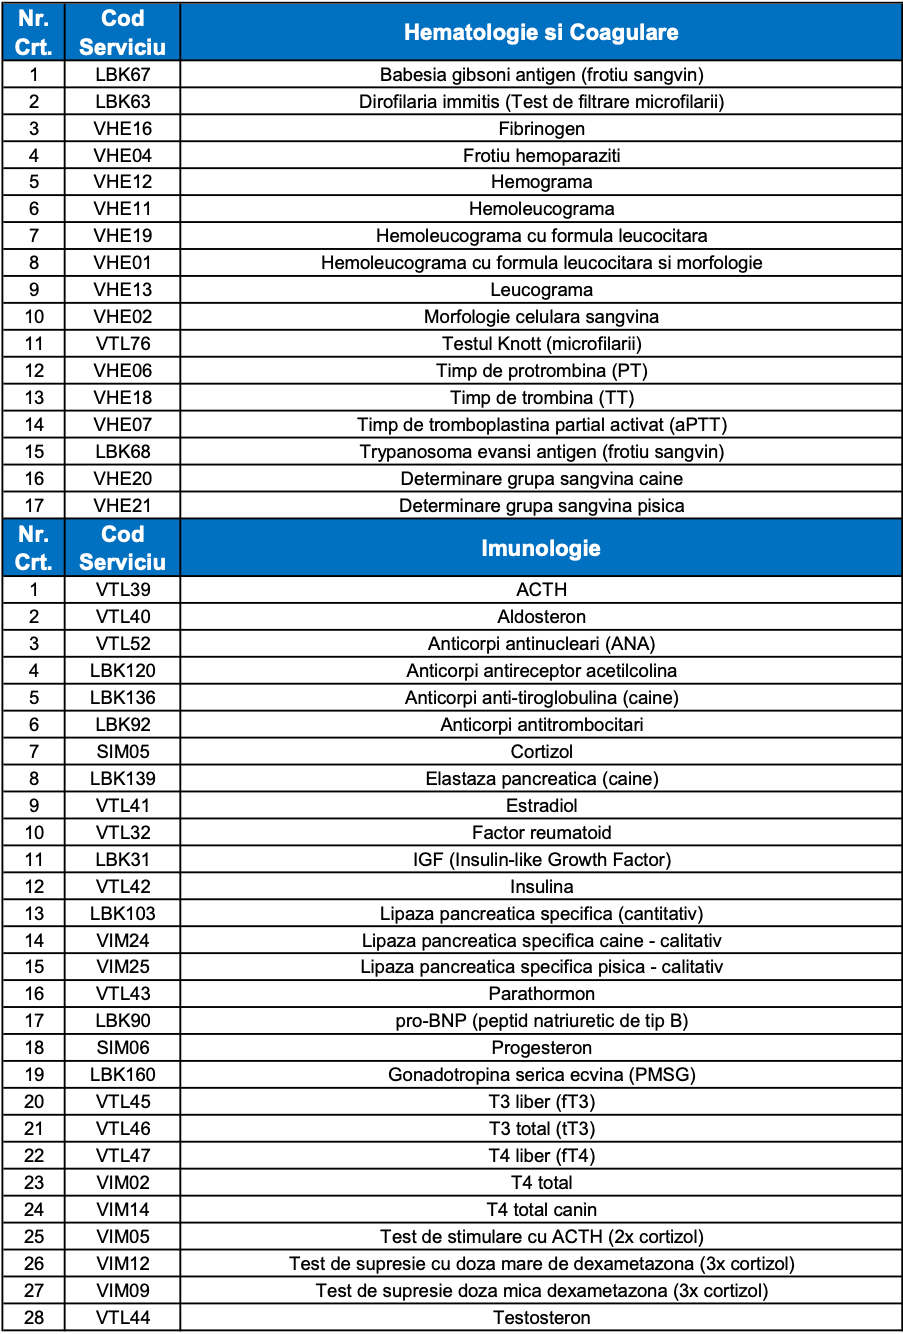 Nr. Crt. Cod Serviciu Hematologie si Coagulare
1 LBK67 Babesia gibsoni antigen (frotiu sangvin)
2 LBK63 Dirofilaria immitis (Test de filtrare microfilarii)
3 VHE16 Fibrinogen
4 VHE04 Frotiu hemoparaziti
5 VHE12 Hemograma
6 VHE11 Hemoleucograma
7 VHE19 Hemoleucograma cu formula leucocitara
8 VHE01 Hemoleucograma cu formula leucocitara si morfologie
9 VHE13 Leucograma
10 VHE02 Morfologie celulara sangvina
11 VTL76 Testul Knott (microfilarii)
12 VHE06 Timp de protrombina (PT)
13 VHE18 Timp de trombina (TT)
14 VHE07 Timp de tromboplastina partial activat (aPTT)
15 LBK68 Trypanosoma evansi antigen (frotiu sangvin)
16 VHE20 Determinare grupa sangvina caine
17 VHE21 Determinare grupa sangvina pisica
Nr. Crt. Cod Serviciu Imunologie
1 VTL39 ACTH
2 VTL40 Aldosteron
3 VTL52 Anticorpi antinucleari (ANA)
4 LBK120 Anticorpi antireceptor acetilcolina
5 LBK136 Anticorpi anti-tiroglobulina (caine)
6 LBK92 Anticorpi antitrombocitari
7 SIM05 Cortizol
8 LBK139 Elastaza pancreatica (caine)
9 VTL41 Estradiol
10 VTL32 Factor reumatoid
11 LBK31 IGF (Insulin-like Growth Factor)
12 VTL42 Insulina
13 LBK103 Lipaza pancreatica specifica (cantitativ)
14 VIM24 Lipaza pancreatica specifica caine - calitativ
15 VIM25 Lipaza pancreatica specifica pisica - calitativ
16 VTL43 Parathormon
17 LBK90 pro-BNP (peptid natriuretic de tip B)
18 SIM06 Progesteron
19 LBK160 Gonadotropina serica ecvina (PMSG)
20 VTL45 T3 liber (fT3)
21 VTL46 T3 total (tT3)
22 VTL47 T4 liber (fT4)
23 VIM02 T4 total
24 VIM14 T4 total canin
25 VIM05 Test de stimulare cu ACTH (2x cortizol)
26 VIM12 Test de supresie cu doza mare de dexametazona (3x cortizol)
27 VIM09 Test de supresie doza mica dexametazona (3x cortizol)
28 VTL44 Testosteron